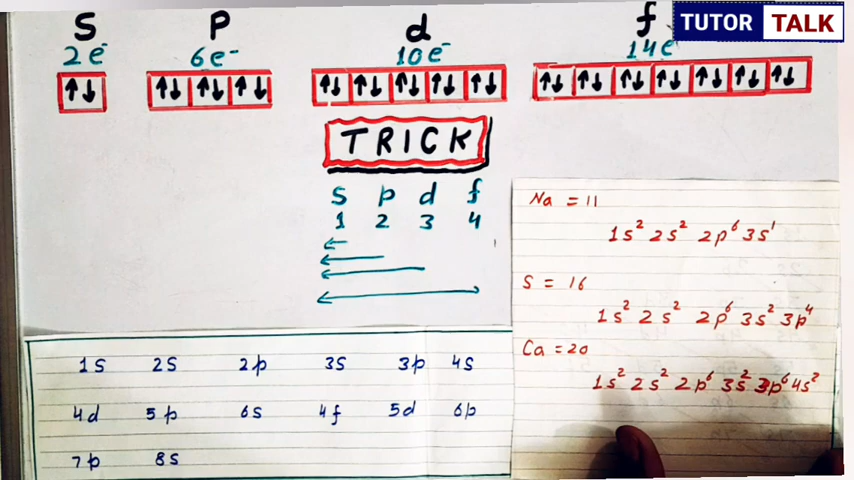 S P d f
TUTOR TALK
2e⁻ 6e⁻ 10e⁻ 14e⁻
TRICK
S p d f
1 2 3 4
Na = 11
1s² 2s² 2p⁶ 3s¹
S = 16
1s² 2s² 2p⁶ 3s² 3p⁴
Ca = 20
1s² 2s² 2p⁶ 3s² 3p⁶ 4s²
1S 2S 2p 3S 3p 4S
4d 5p 6s 4f 5d 6p
7p 8s